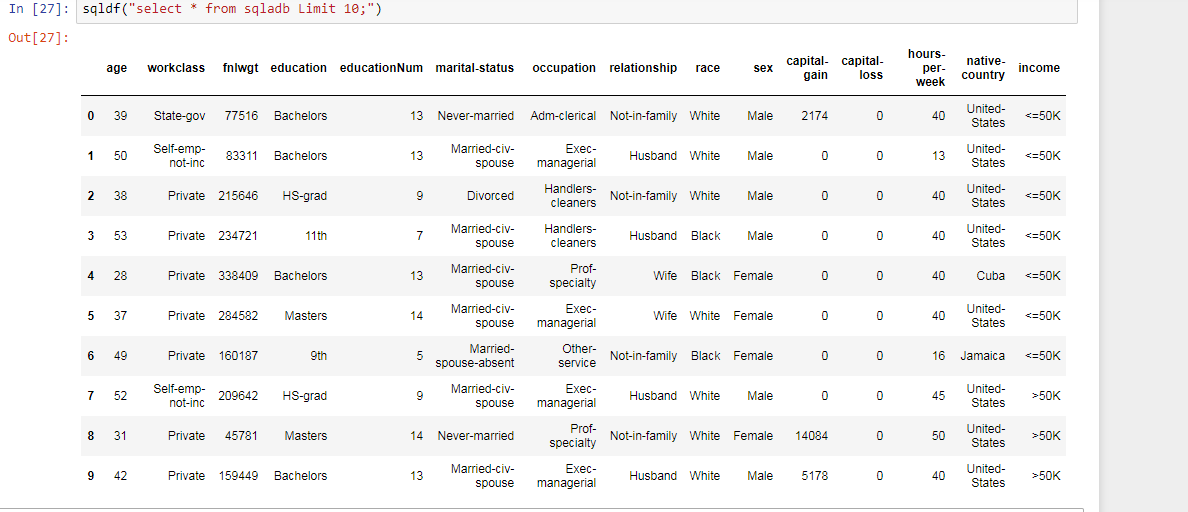 In [27]: sqldf("select * from sqladb Limit 10;")
Out[27]:
age workclass fnlwgt education educationNum marital-status occupation relationship race sex capital-gain capital-loss hours-per-week native-country income
0 39 State-gov 77516 Bachelors 13 Never-married Adm-clerical Not-in-family White Male 2174 0 40 United-States <=50K
1 50 Self-emp-not-inc 83311 Bachelors 13 Married-civ-spouse Exec-managerial Husband White Male 0 0 13 United-States <=50K
2 38 Private 215646 HS-grad 9 Divorced Handlers-cleaners Not-in-family White Male 0 0 40 United-States <=50K
3 53 Private 234721 11th 7 Married-civ-spouse Handlers-cleaners Husband Black Male 0 0 40 United-States <=50K
4 28 Private 338409 Bachelors 13 Married-civ-spouse Prof-specialty Wife Black Female 0 0 40 Cuba <=50K
5 37 Private 284582 Masters 14 Married-civ-spouse Exec-managerial Wife White Female 0 0 40 United-States <=50K
6 49 Private 160187 9th 5 Married-spouse-absent Other-service Not-in-family Black Female 0 0 16 Jamaica <=50K
7 52 Self-emp-not-inc 209642 HS-grad 9 Married-civ-spouse Exec-managerial Husband White Male 0 0 45 United-States >50K
8 31 Private 45781 Masters 14 Never-married Prof-specialty Not-in-family White Female 14084 0 50 United-States >50K
9 42 Private 159449 Bachelors 13 Married-civ-spouse Exec-managerial Husband White Male 5178 0 40 United-States >50K